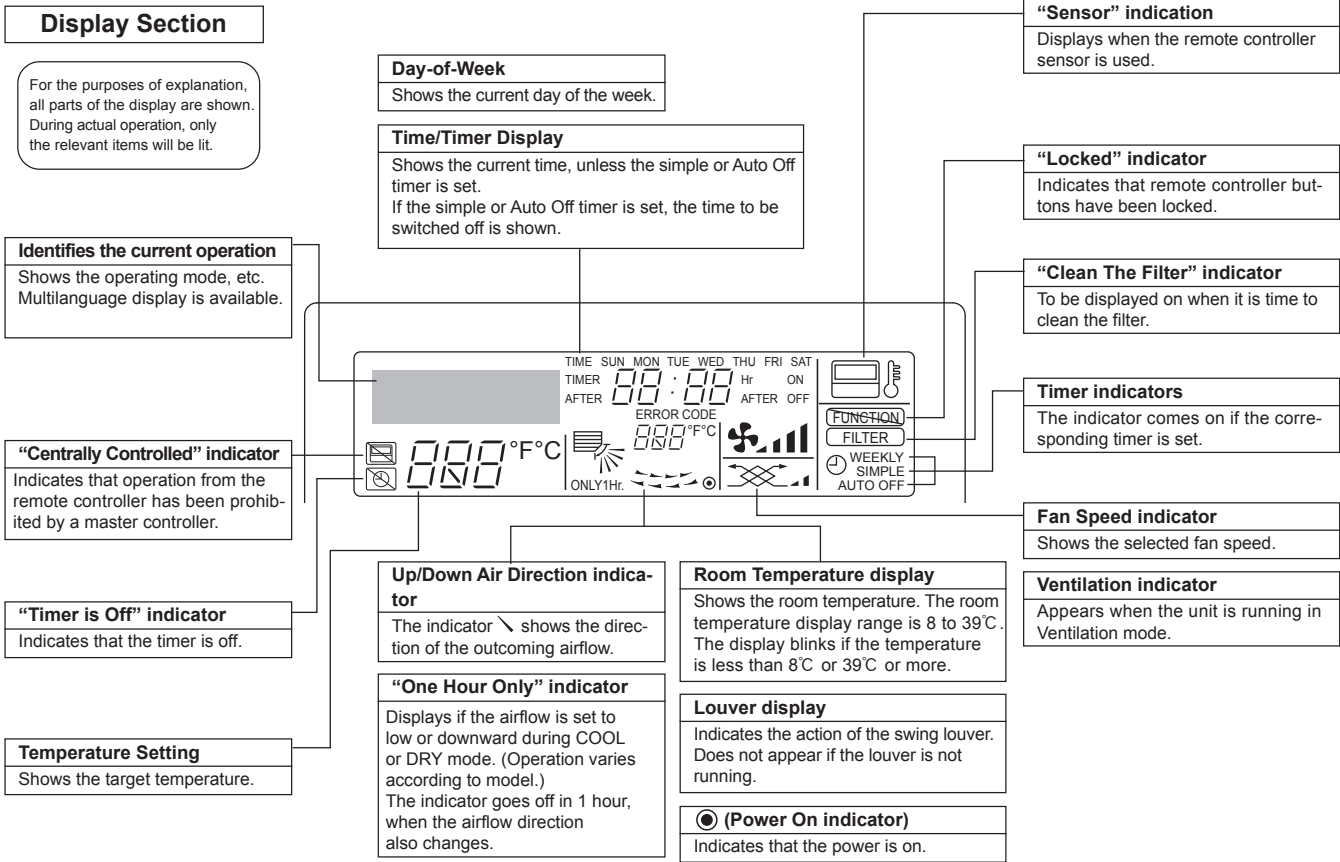 Display Section
For the purposes of explanation,
all parts of the display are shown.
During actual operation, only
the relevant items will be lit.
Day-of-Week
Shows the current day of the week.
Time/Timer Display
Shows the current time, unless the simple or Auto Off
timer is set.
If the simple or Auto Off timer is set, the time to be
switched off is shown.
“Sensor” indication
Displays when the remote controller
sensor is used.
“Locked” indicator
Indicates that remote controller but-
tons have been locked.
“Clean The Filter” indicator
To be displayed on when it is time to
clean the filter.
Timer indicators
The indicator comes on if the corre-
sponding timer is set.
Fan Speed indicator
Shows the selected fan speed.
Ventilation indicator
Appears when the unit is running in
Ventilation mode.
Identifies the current operation
Shows the operating mode, etc.
Multilanguage display is available.
“Centrally Controlled” indicator
Indicates that operation from the
remote controller has been prohib-
ited by a master controller.
“Timer is Off” indicator
Indicates that the timer is off.
Temperature Setting
Shows the target temperature.
TIME SUN MON TUE WED THU FRI SAT
TIMER 88:88 Hr ON
AFTER AFTER OFF
ERROR CODE
888 °F°C
888 °F°C
ONLY1Hr.
FUNCTION
FILTER
WEEKLY
SIMPLE
AUTO OFF
Up/Down Air Direction indica-
tor
The indicator shows the direc-
tion of the outcoming airflow.
“One Hour Only” indicator
Displays if the airflow is set to
low or downward during COOL
or DRY mode. (Operation varies
according to model.)
The indicator goes off in 1 hour,
when the airflow direction
also changes.
Room Temperature display
Shows the room temperature. The room
temperature display range is 8 to 39℃.
The display blinks if the temperature
is less than 8℃ or 39℃ or more.
Louver display
Indicates the action of the swing louver.
Does not appear if the louver is not
running.
◉ (Power On indicator)
Indicates that the power is on.